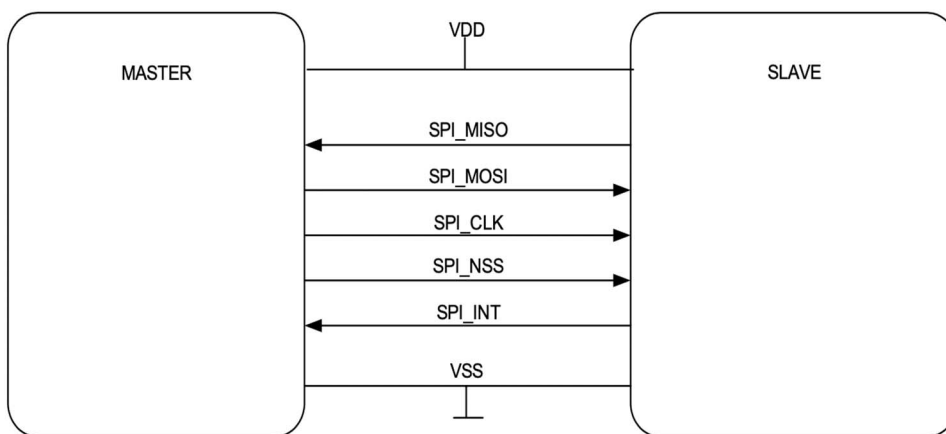 VDD
MASTER
SLAVE
SPI_MISO
SPI_MOSI
SPI_CLK
SPI_NSS
SPI_INT
VSS